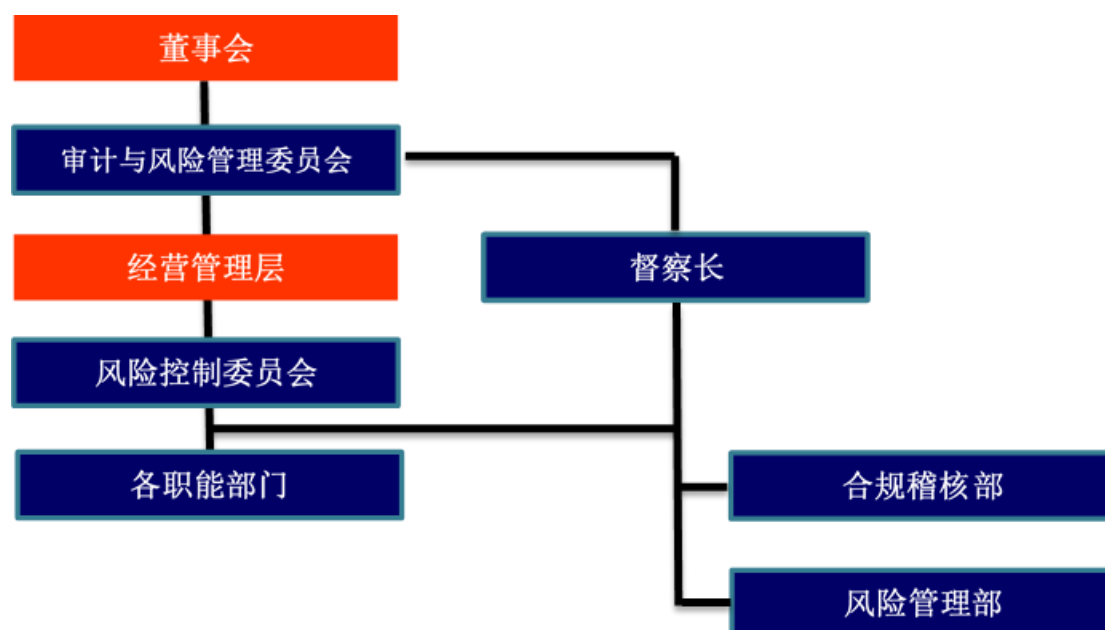 董事会
审计与风险管理委员会
经营管理层
督察长
风险控制委员会
各职能部门
合规稽核部
风险管理部